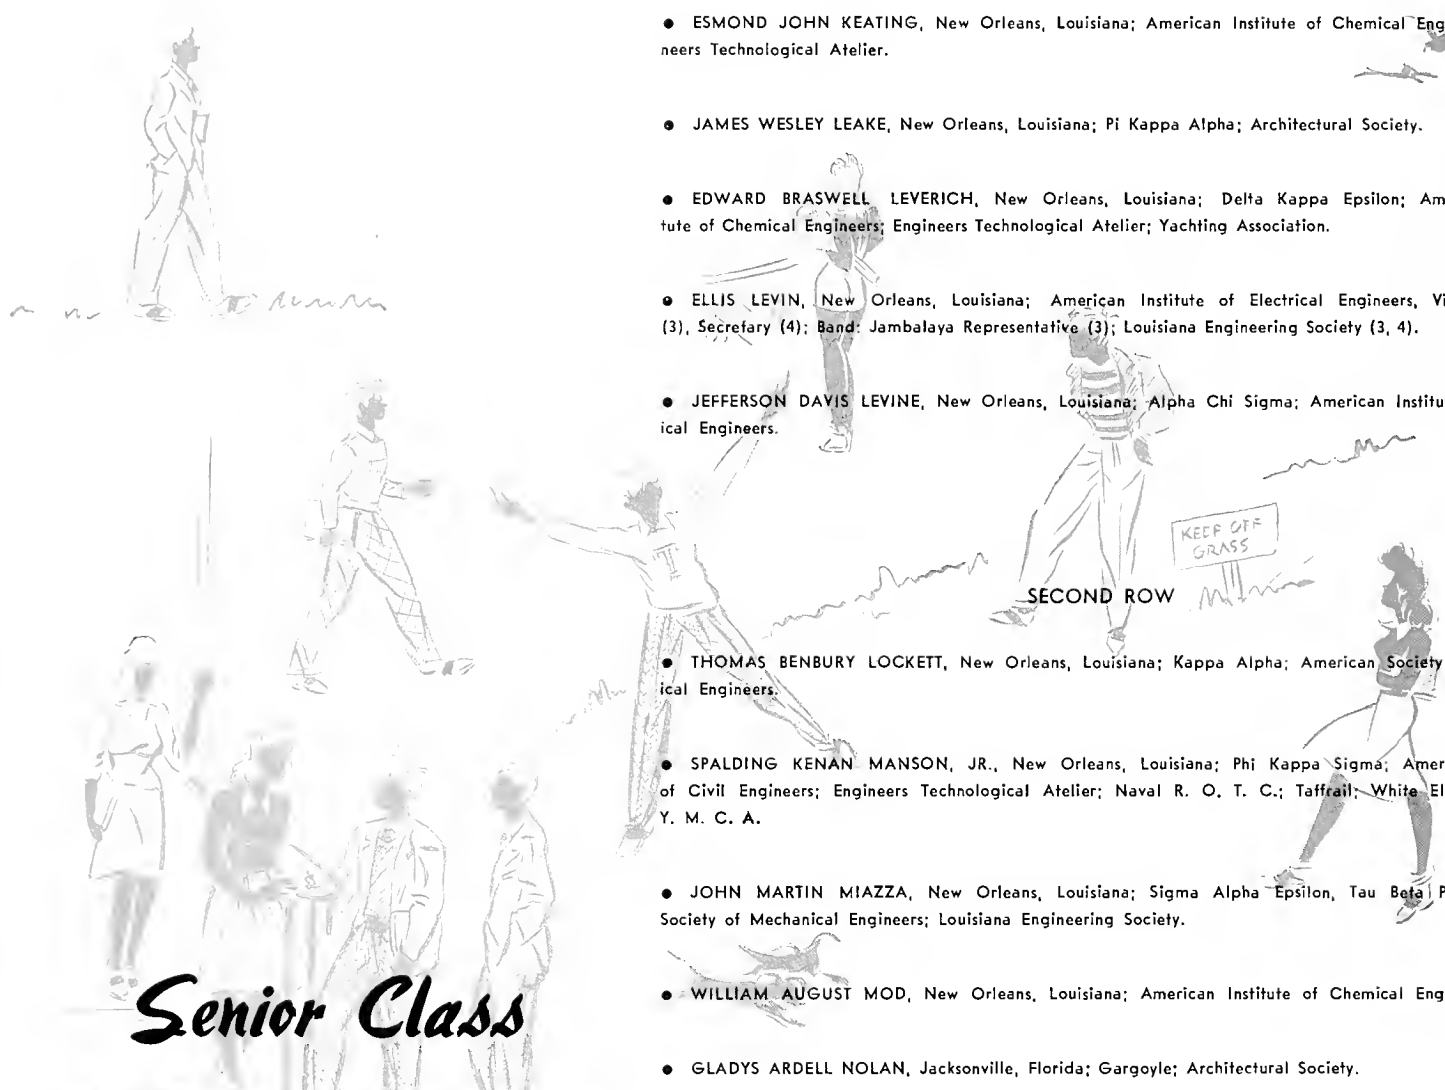 ● ESMOND JOHN KEATING, New Orleans, Louisiana; American Institute of Chemical Eng
neers Technological Atelier.
● JAMES WESLEY LEAKE, New Orleans, Louisiana; Pi Kappa Alpha; Architectural Society.
● EDWARD BRASWELL LEVERICH, New Orleans, Louisiana; Delta Kappa Epsilon; Am
tute of Chemical Engineers; Engineers Technological Atelier; Yachting Association.
● ELLIS LEVIN, New Orleans, Louisiana; American Institute of Electrical Engineers, Vi
(3), Secretary (4); Band: Jambalaya Representative (3); Louisiana Engineering Society (3, 4).
● JEFFERSON DAVIS LEVINE, New Orleans, Louisiana; Alpha Chi Sigma; American Institu
ical Engineers.
T
KEEP OFF
GRASS
SECOND ROW
● THOMAS BENBURY LOCKETT, New Orleans, Louisiana; Kappa Alpha; American Society
ical Engineers.
● SPALDING KENAN MANSON, JR., New Orleans, Louisiana; Phi Kappa Sigma; Amer
of Civil Engineers; Engineers Technological Atelier; Naval R. O. T. C.; Taffrail; White El
Y. M. C. A.
● JOHN MARTIN MIAZZA, New Orleans, Louisiana; Sigma Alpha Epsilon, Tau Beta P
Society of Mechanical Engineers; Louisiana Engineering Society.
● WILLIAM AUGUST MOD, New Orleans, Louisiana; American Institute of Chemical Eng
● GLADYS ARDELL NOLAN, Jacksonville, Florida; Gargoyle; Architectural Society.
Senior Class